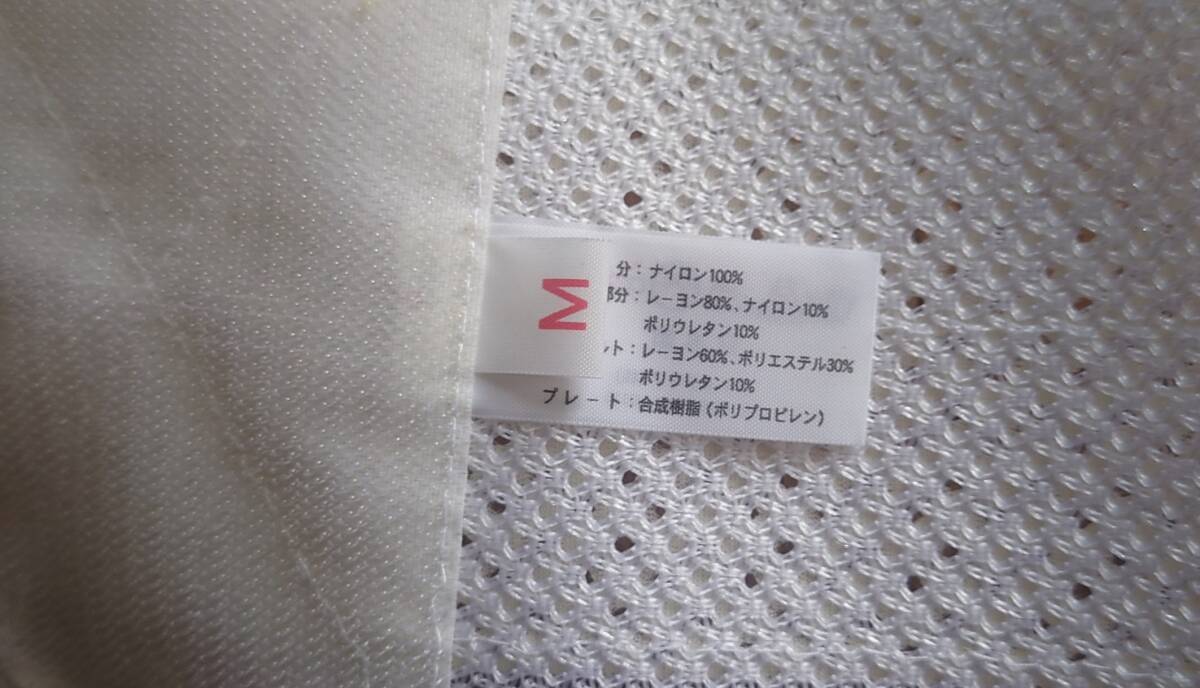 M
分：ナイロン100%
部分：レーヨン80%、ナイロン10%
ポリウレタン10%
ト：レーヨン60%、ポリエステル30%
ポリウレタン10%
プレート：合成樹脂（ポリプロピレン）